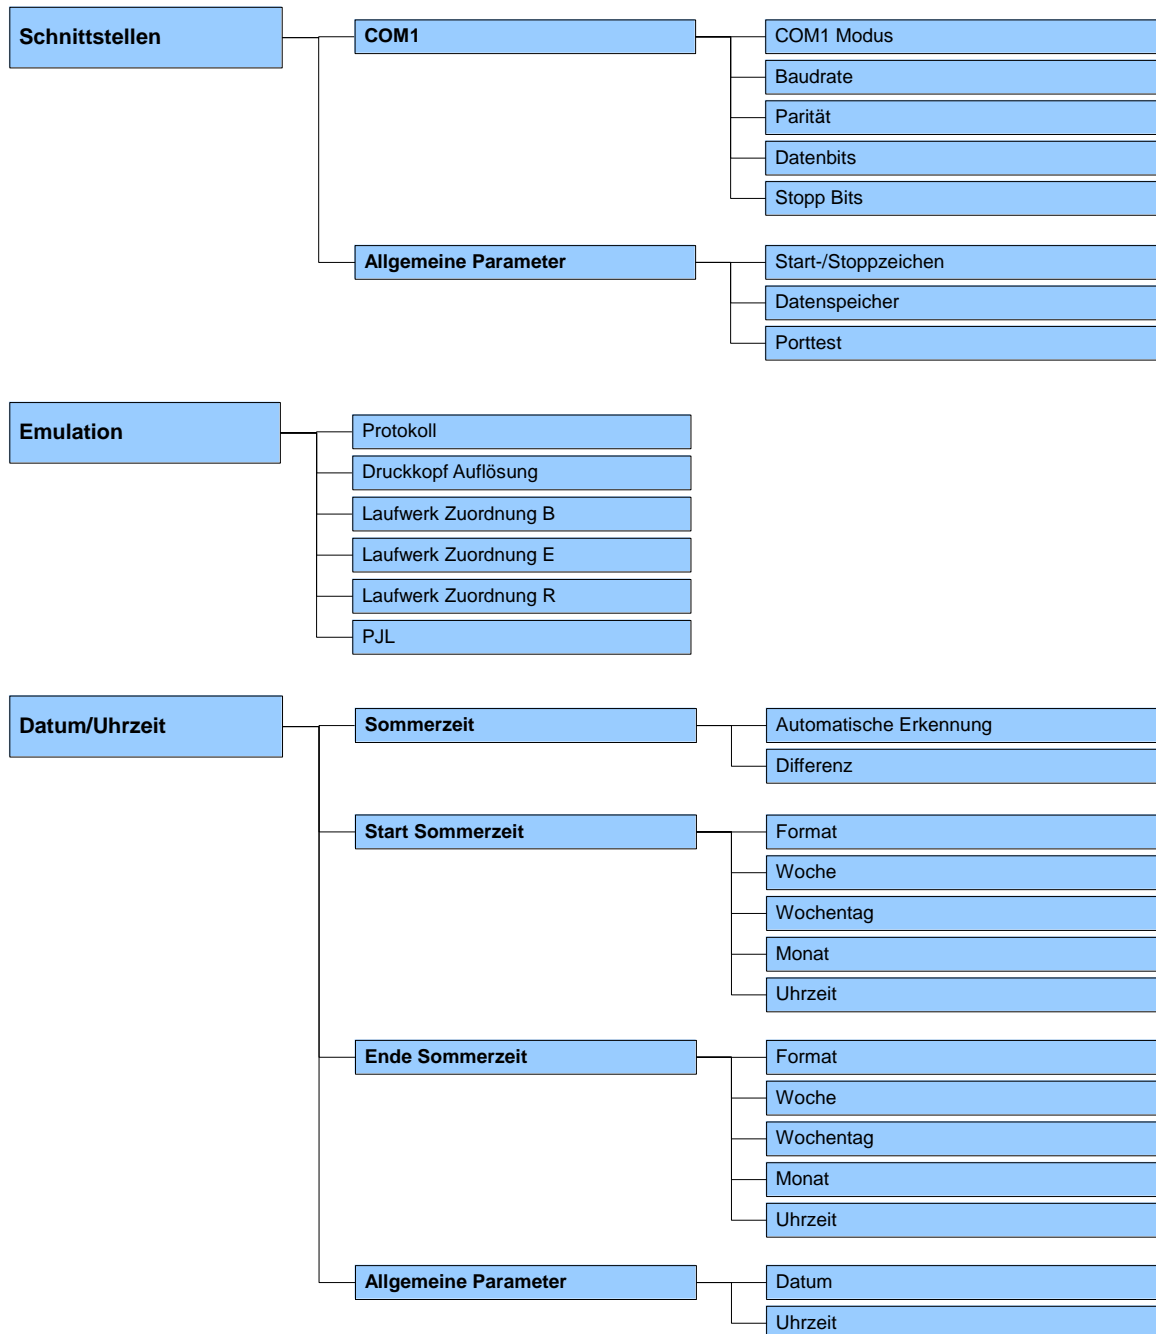 Schnittstellen
COM1
COM1 Modus
Baudrate
Parität
Datenbits
Stopp Bits
Allgemeine Parameter
Start-/Stoppzeichen
Datenspeicher
Porttest
Emulation
Protokoll
Druckkopf Auflösung
Laufwerk Zuordnung B
Laufwerk Zuordnung E
Laufwerk Zuordnung R
PJL
Datum/Uhrzeit
Sommerzeit
Automatische Erkennung
Differenz
Start Sommerzeit
Format
Woche
Wochentag
Monat
Uhrzeit
Ende Sommerzeit
Format
Woche
Wochentag
Monat
Uhrzeit
Allgemeine Parameter
Datum
Uhrzeit